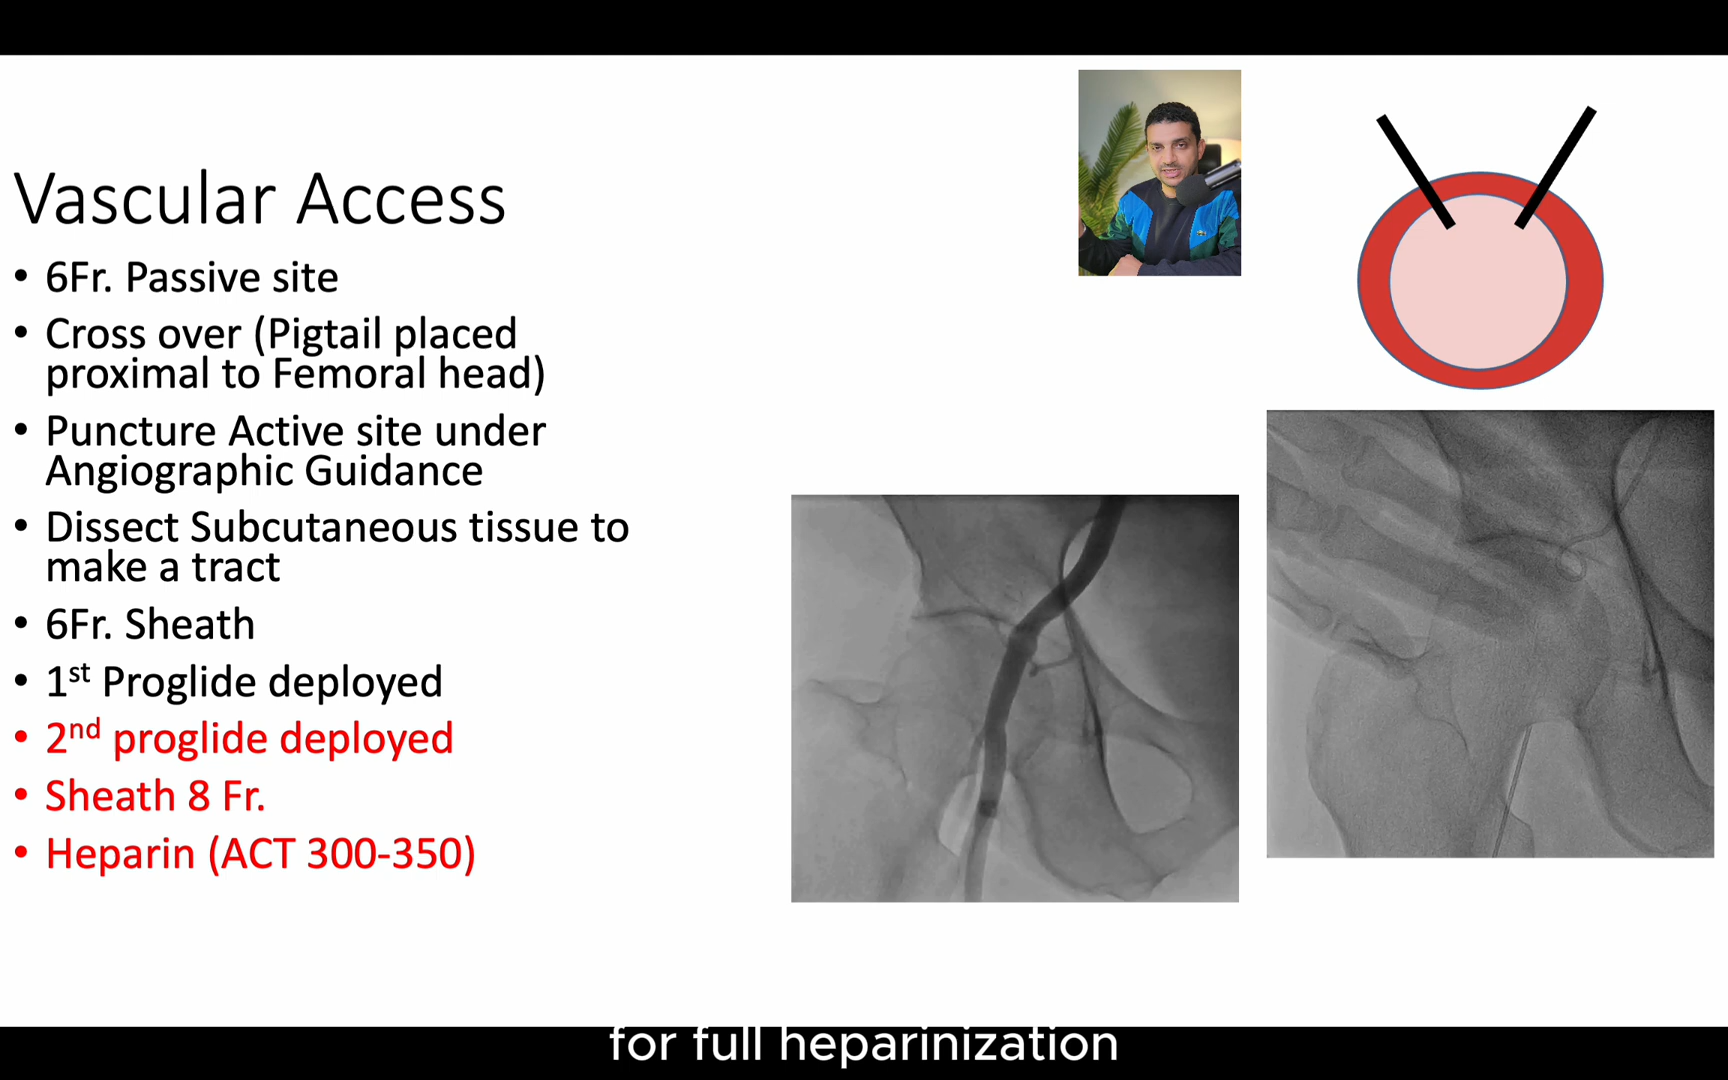 Vascular Access
• 6Fr. Passive site
• Cross over (Pigtail placed
proximal to Femoral head)
• Puncture Active site under
Angiographic Guidance
• Dissect Subcutaneous tissue to
make a tract
• 6Fr. Sheath
• 1st Proglide deployed
• 2nd proglide deployed
• Sheath 8 Fr.
• Heparin (ACT 300-350)
for full heparinization